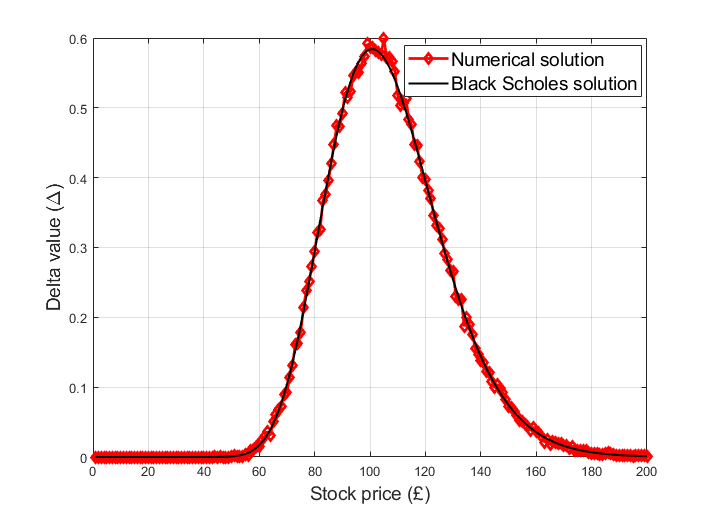 0.6
0.5
0.4
0.3
0.2
0.1
0
Delta value (Δ)
Numerical solution
Black Scholes solution
0 20 40 60 80 100 120 140 160 180 200
Stock price (£)